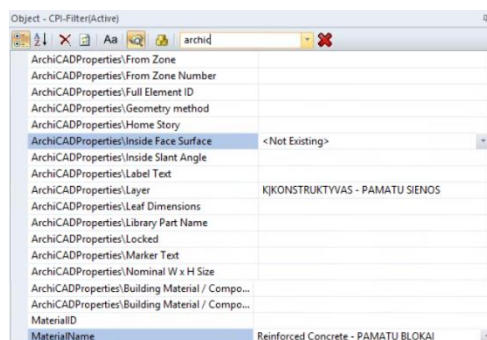 Object - CPI-Filter(Active)
Aa archic
ArchiCADProperties\From Zone
ArchiCADProperties\From Zone Number
ArchiCADProperties\Full Element ID
ArchiCADProperties\Geometry method
ArchiCADProperties\Home Story
ArchiCADProperties\Inside Face Surface <Not Existing>
ArchiCADProperties\Inside Slant Angle
ArchiCADProperties\Label Text
ArchiCADProperties\Layer K|KONSTRUKTYVAS - PAMATU SIENOS
ArchiCADProperties\Leaf Dimensions
ArchiCADProperties\Library Part Name
ArchiCADProperties\Locked
ArchiCADProperties\Marker Text
ArchiCADProperties\Nominal W x H Size
ArchiCADProperties\Building Material / Compo...
ArchiCADProperties\Building Material / Compo...
MaterialID
MaterialName Reinforced Concrete - PAMATU BLOKAI